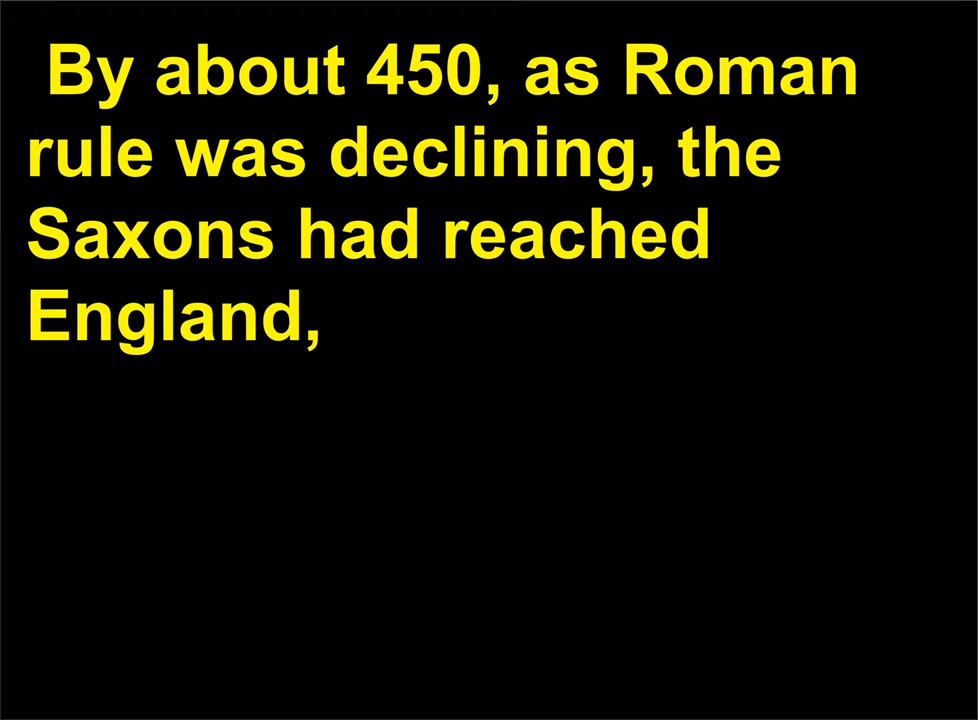 By about 450, as Roman
rule was declining, the
Saxons had reached
England,